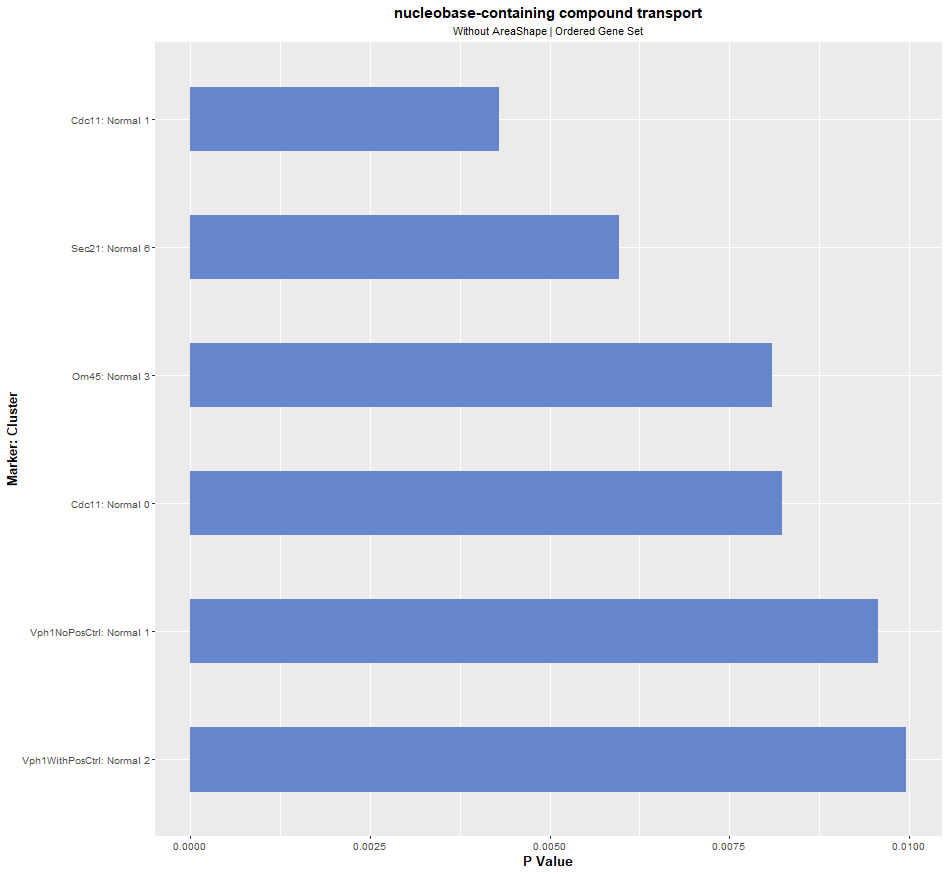 nucleobase-containing compound transport
Without AreaShape | Ordered Gene Set
Marker: Cluster
Cdc11: Normal 1
Sec21: Normal 6
Om45: Normal 3
Cdc11: Normal 0
Vph1NoPosCtrl: Normal 1
Vph1WithPosCtrl: Normal 2
0.0000 0.0025 0.0050 0.0075 0.0100
P Value